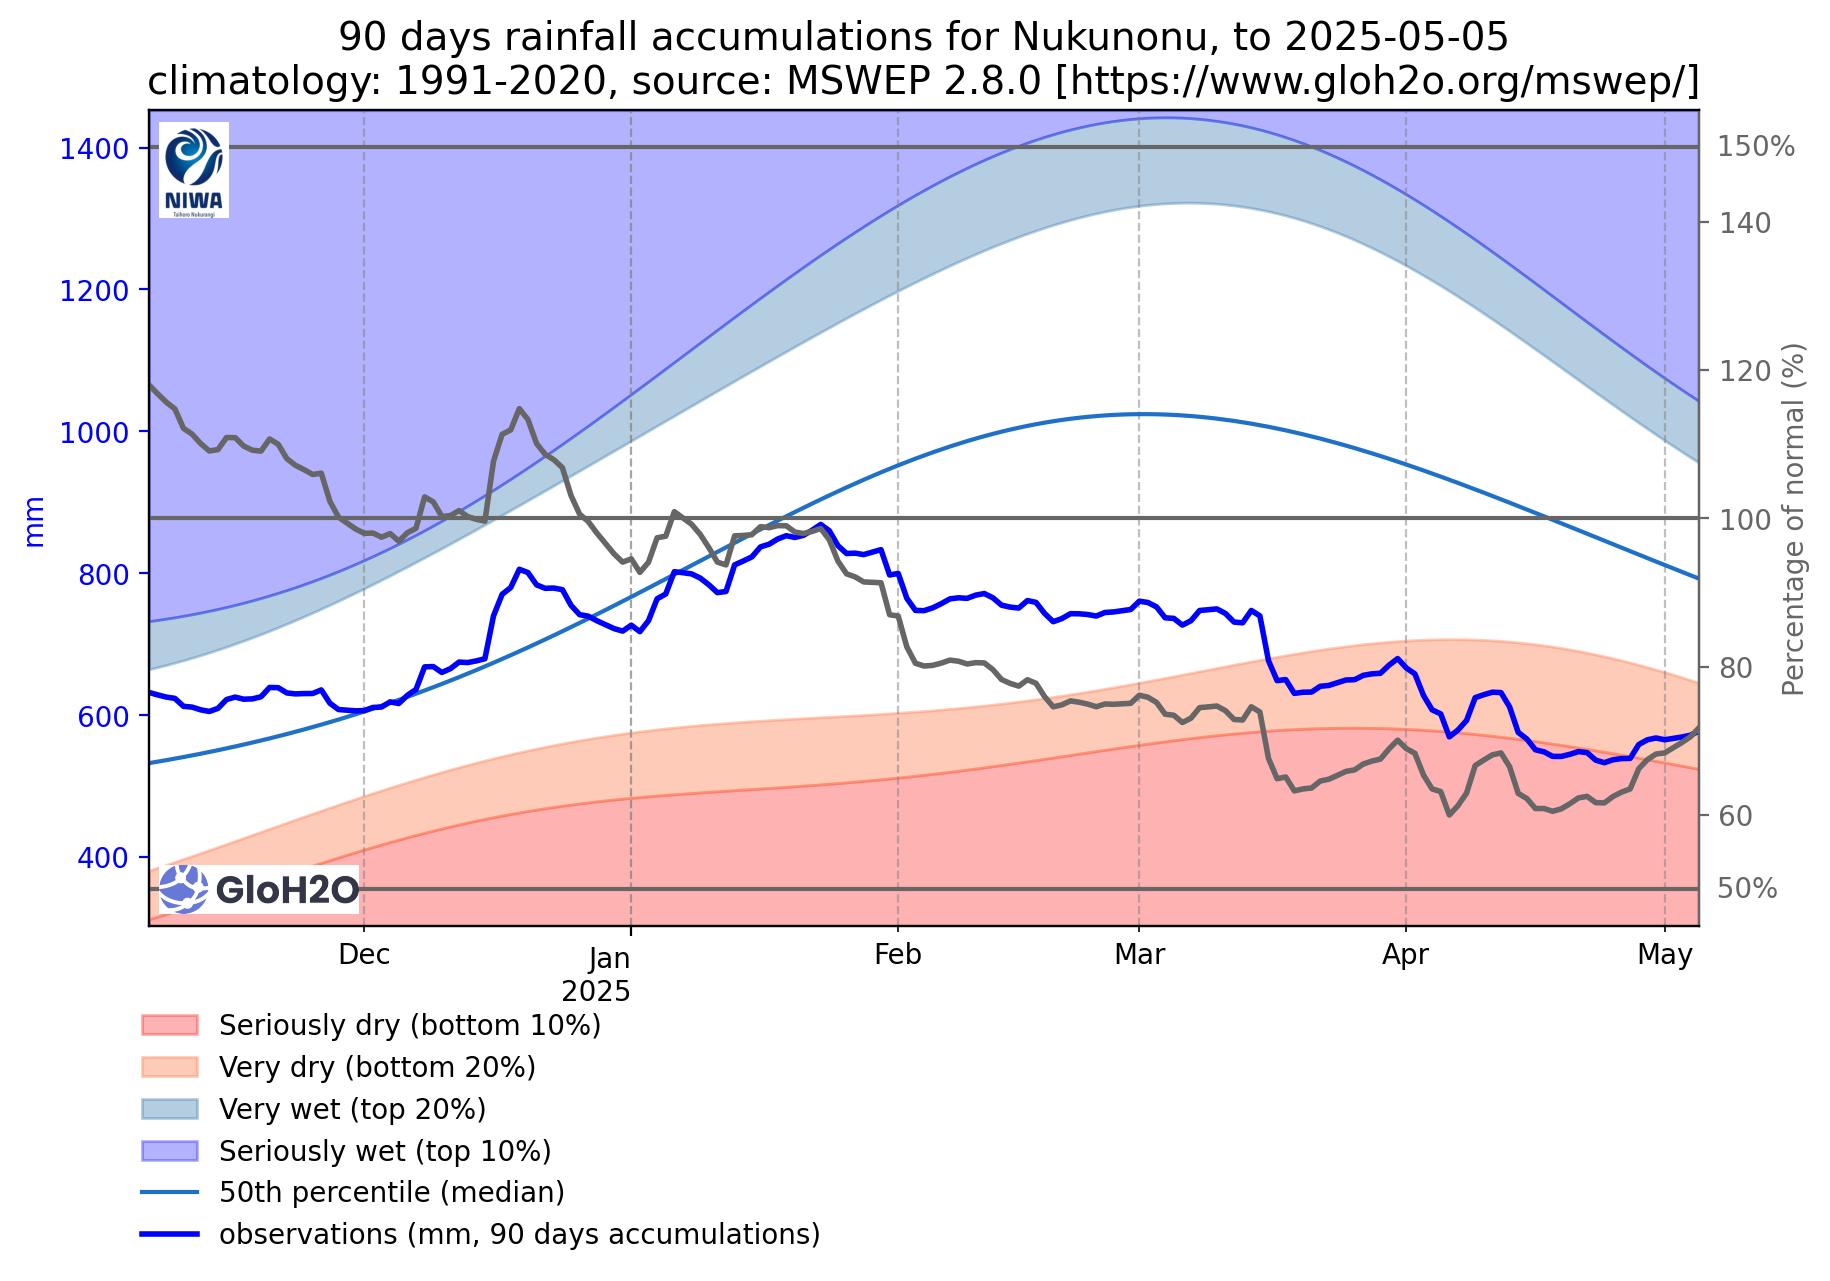 90 days rainfall accumulations for Nukunonu, to 2025-05-05
climatology: 1991-2020, source: MSWEP 2.8.0 [https://www.gloh2o.org/mswep/]
NIWA
Taihoro Nukurangi
mm
1400
1200
1000
800
600
400
150%
140
120
100
80
60
50%
Percentage of normal (%)
GloH2O
Dec
Jan
2025
Feb
Mar
Apr
May
Seriously dry (bottom 10%)
Very dry (bottom 20%)
Very wet (top 20%)
Seriously wet (top 10%)
50th percentile (median)
observations (mm, 90 days accumulations)